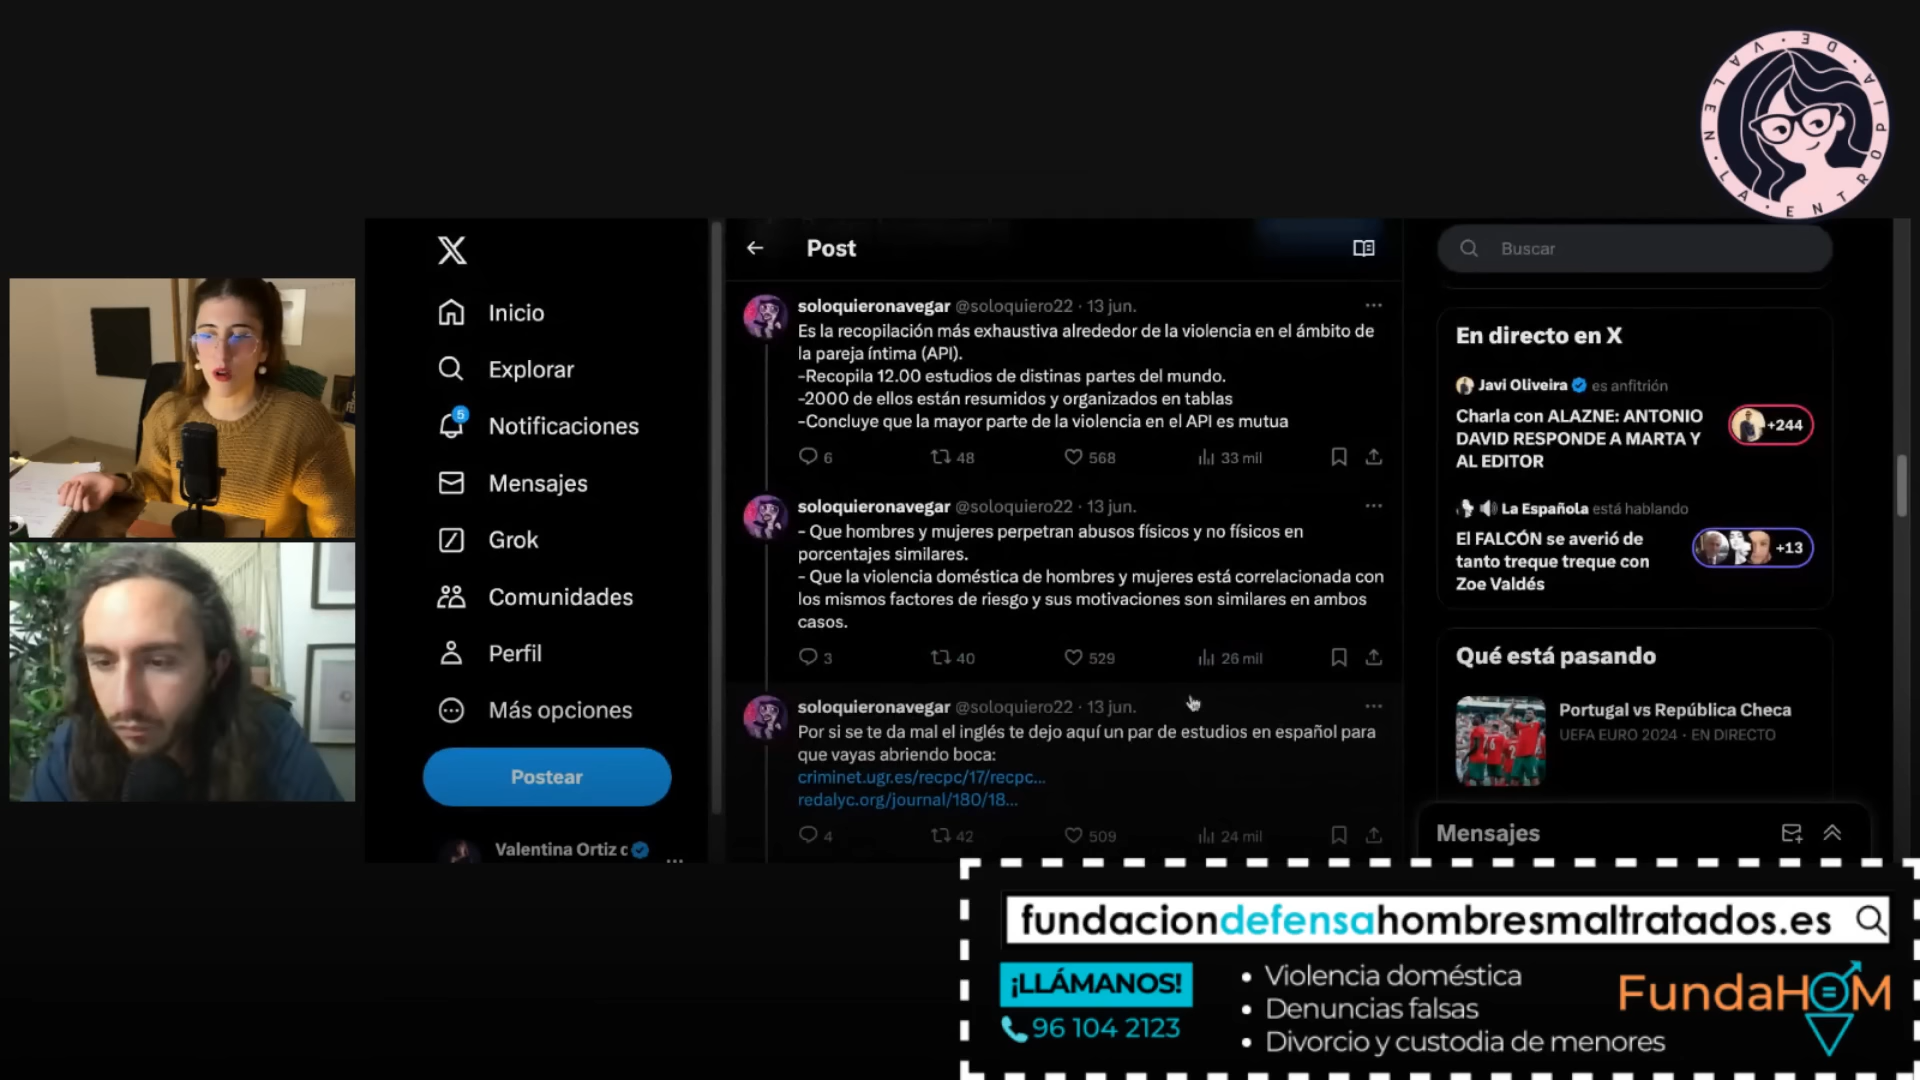 DE VALEN · LA ENTROPIA ·
X
Inicio
Explorar
5
Notificaciones
Mensajes
Grok
Comunidades
Perfil
Más opciones
Postear
Valentina Ortiz
Post
soloquieronavegar @soloquiero22 · 13 jun.
Es la recopilación más exhaustiva alrededor de la violencia en el ámbito de
la pareja íntima (API).
-Recopila 12.00 estudios de distinas partes del mundo.
-2000 de ellos están resumidos y organizados en tablas
-Concluye que la mayor parte de la violencia en el API es mutua
6 48 568 33 mil
soloquieronavegar @soloquiero22 · 13 jun.
- Que hombres y mujeres perpetran abusos físicos y no físicos en
porcentajes similares.
- Que la violencia doméstica de hombres y mujeres está correlacionada con
los mismos factores de riesgo y sus motivaciones son similares en ambos
casos.
3 40 529 26 mil
soloquieronavegar @soloquiero22 · 13 jun.
Por si se te da mal el inglés te dejo aquí un par de estudios en español para
que vayas abriendo boca:
criminet.ugr.es/recpc/17/recpc...
redalyc.org/journal/180/18...
4 42 509 24 mil
Buscar
En directo en X
Javi Oliveira es anfitrión
Charla con ALAZNE: ANTONIO
DAVID RESPONDE A MARTA Y
AL EDITOR
+244
La Española está hablando
El FALCÓN se averió de
tanto treque treque con
Zoe Valdés
+13
Qué está pasando
Portugal vs República Checa
UEFA EURO 2024 · EN DIRECTO
Mensajes
fundaciondefensahombresmaltratados.es
¡LLÁMANOS!
96 104 2123
• Violencia doméstica
• Denuncias falsas
• Divorcio y custodia de menores
FundaHOM